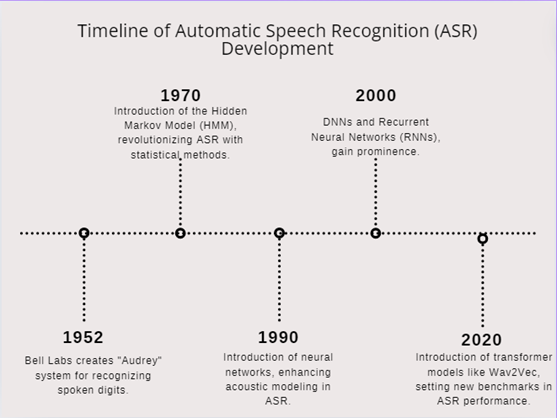 Timeline of Automatic Speech Recognition (ASR)
Development
1970
Introduction of the Hidden
Markov Model (HMM),
revolutionizing ASR with
statistical methods.
2000
DNNs and Recurrent
Neural Networks (RNNs),
gain prominence.
1952
Bell Labs creates "Audrey"
system for recognizing
spoken digits.
1990
Introduction of neural
networks, enhancing
acoustic modeling in
ASR.
2020
Introduction of transformer
models like Wav2Vec,
setting new benchmarks in
ASR performance.